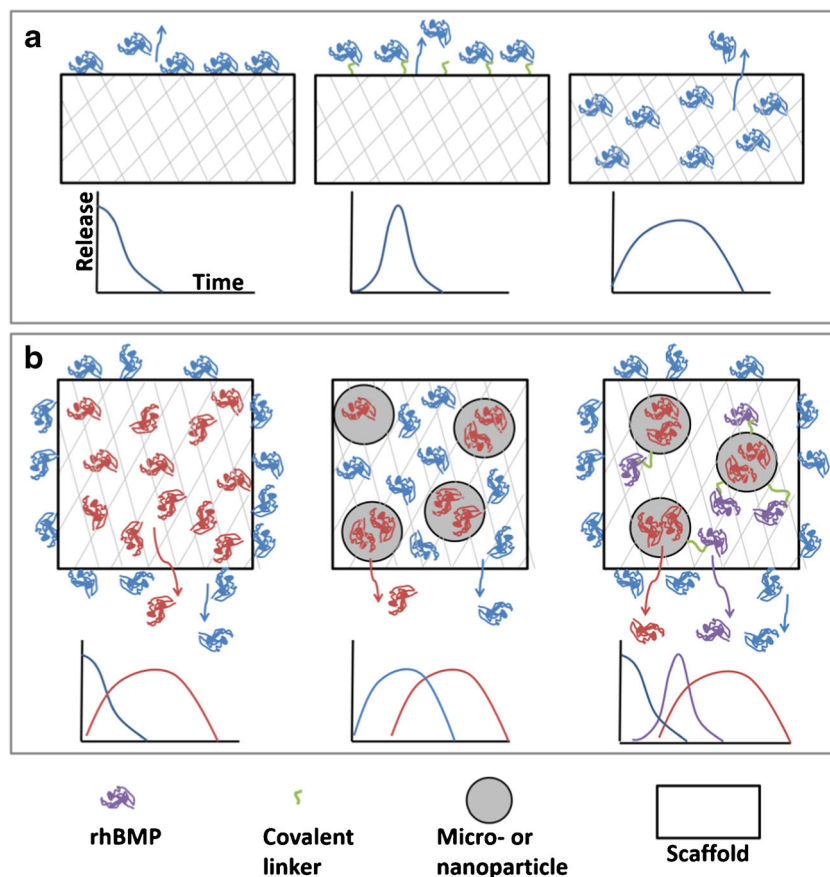 a
Release
Time
b
rhBMP
Covalent
linker
Micro- or
nanoparticle
Scaffold